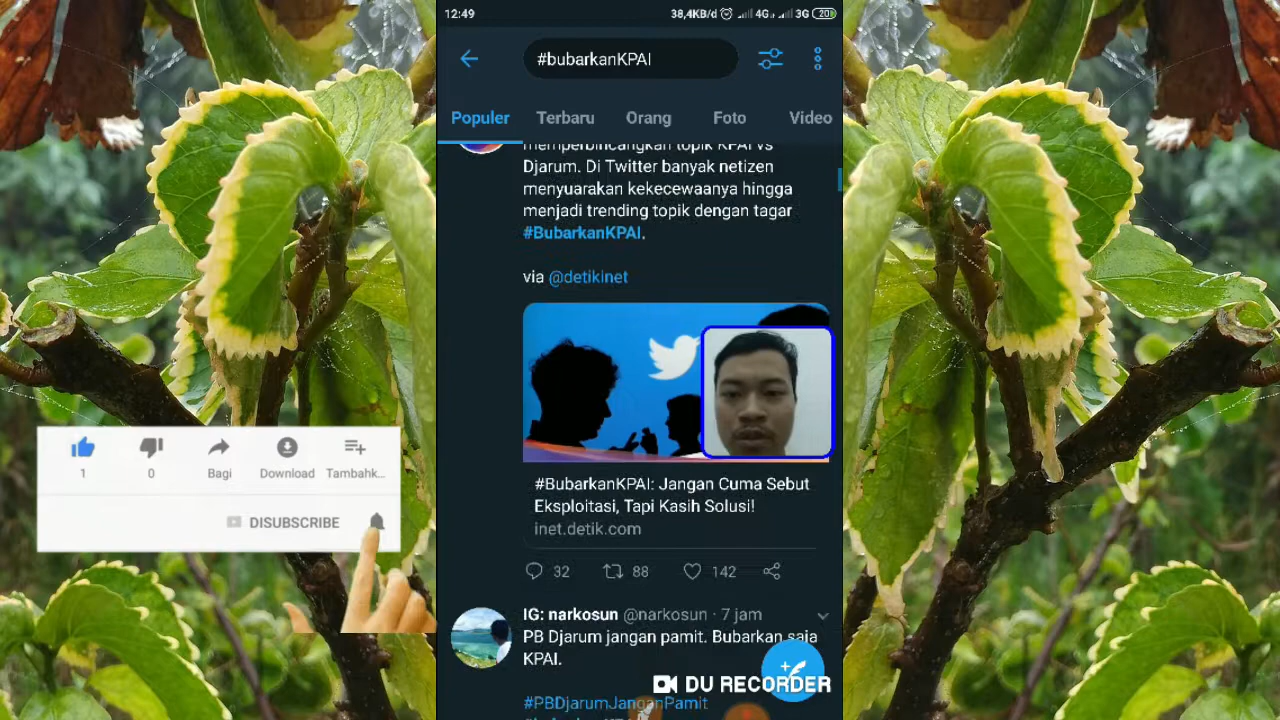 12:49
38,4KB/d 4G 3G 20
#bubarkanKPAI
Populer Terbaru Orang Foto Video
memperbincangkan topik KPAI vs
Djarum. Di Twitter banyak netizen
menyuarakan kekecewaanya hingga
menjadi trending topik dengan tagar
#BubarkanKPAI.
via @detikinet
#BubarkanKPAI: Jangan Cuma Sebut
Eksploitasi, Tapi Kasih Solusi!
inet.detik.com
32 88 142
IG: narkosun @narkosun · 7 jam
PB Djarum jangan pamit. Bubarkan saja
KPAI.
#PBDjarumJanganPamit
DU RECORDER
1 0 Bagi Download Tambahk...
DISUBSCRIBE